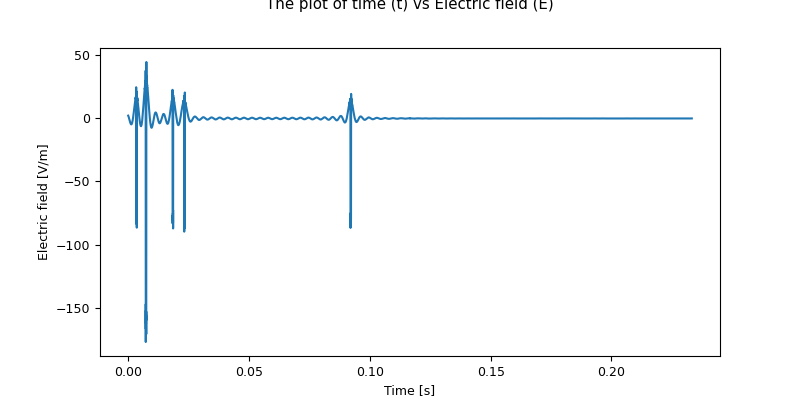 The plot of time (t) vs Electric field (E)
50
0
−50
−100
−150
Electric field [V/m]
0.00 0.05 0.10 0.15 0.20
Time [s]